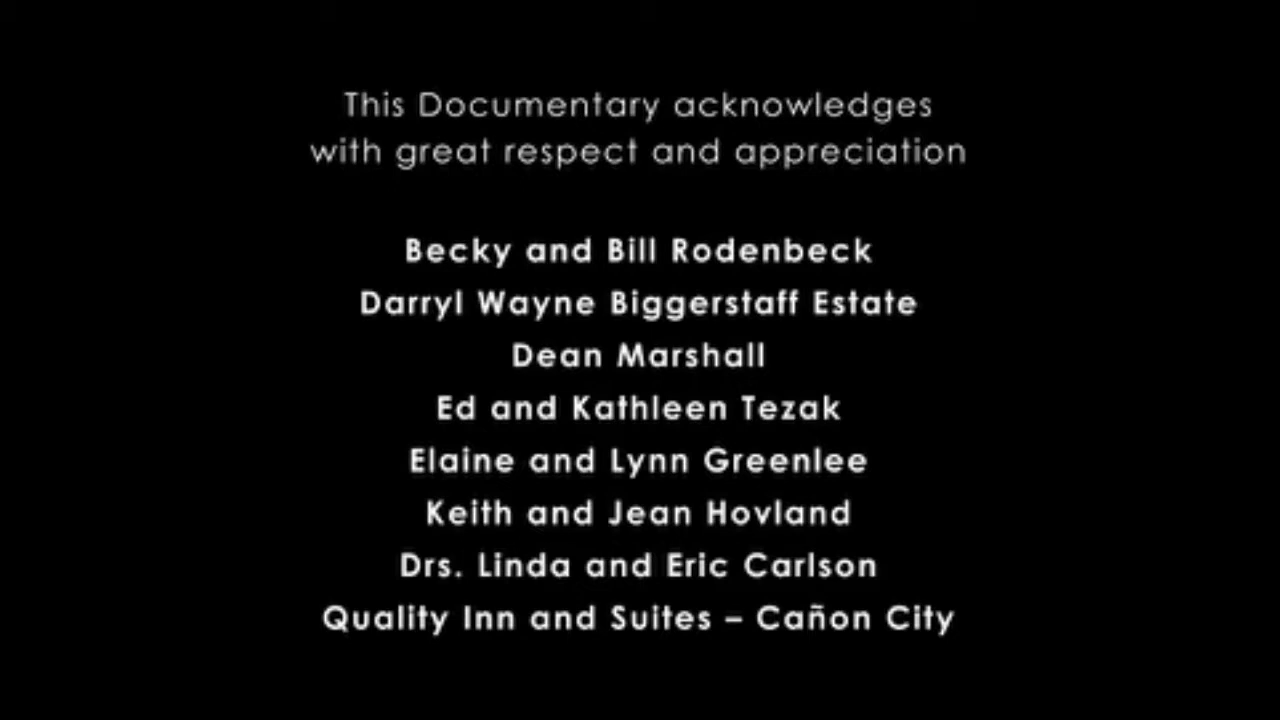 This Documentary acknowledges
with great respect and appreciation
Becky and Bill Rodenbeck
Darryl Wayne Biggerstaff Estate
Dean Marshall
Ed and Kathleen Tezak
Elaine and Lynn Greenlee
Keith and Jean Hovland
Drs. Linda and Eric Carlson
Quality Inn and Suites – Cañon City